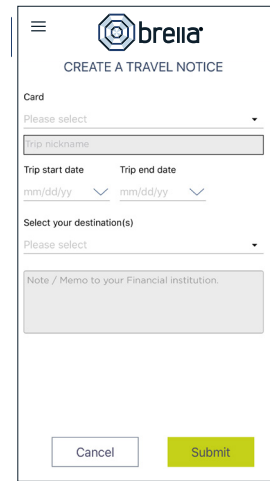 brella
CREATE A TRAVEL NOTICE
Card
Please select
Trip nickname
Trip start date Trip end date
mm/dd/yy mm/dd/yy
Select your destination(s)
Please select
Note / Memo to your Financial institution.
Cancel Submit